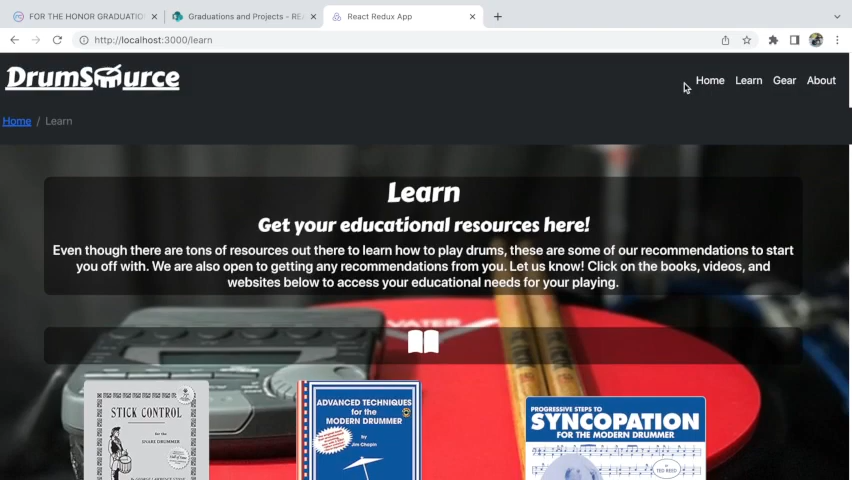 FOR THE HONOR GRADUATIO
Graduations and Projects - RE
React Redux App
http://localhost:3000/learn
DrumSource
Home
Learn
Gear
About
Home / Learn
Learn
Get your educational resources here!
Even though there are tons of resources out there to learn how to play drums, these are some of our recommendations to start
you off with. We are also open to getting any recommendations from you. Let us know! Click on the books, videos, and
websites below to access your educational needs for your playing.
VATER
STICK CONTROL
for the
SNARE DRUMMER
ADVANCED TECHNIQUES
for the
MODERN DRUMMER
by
Jim Chapin
PROGRESSIVE STEPS TO
SYNCOPATION
FOR THE MODERN DRUMMER
by TED REED